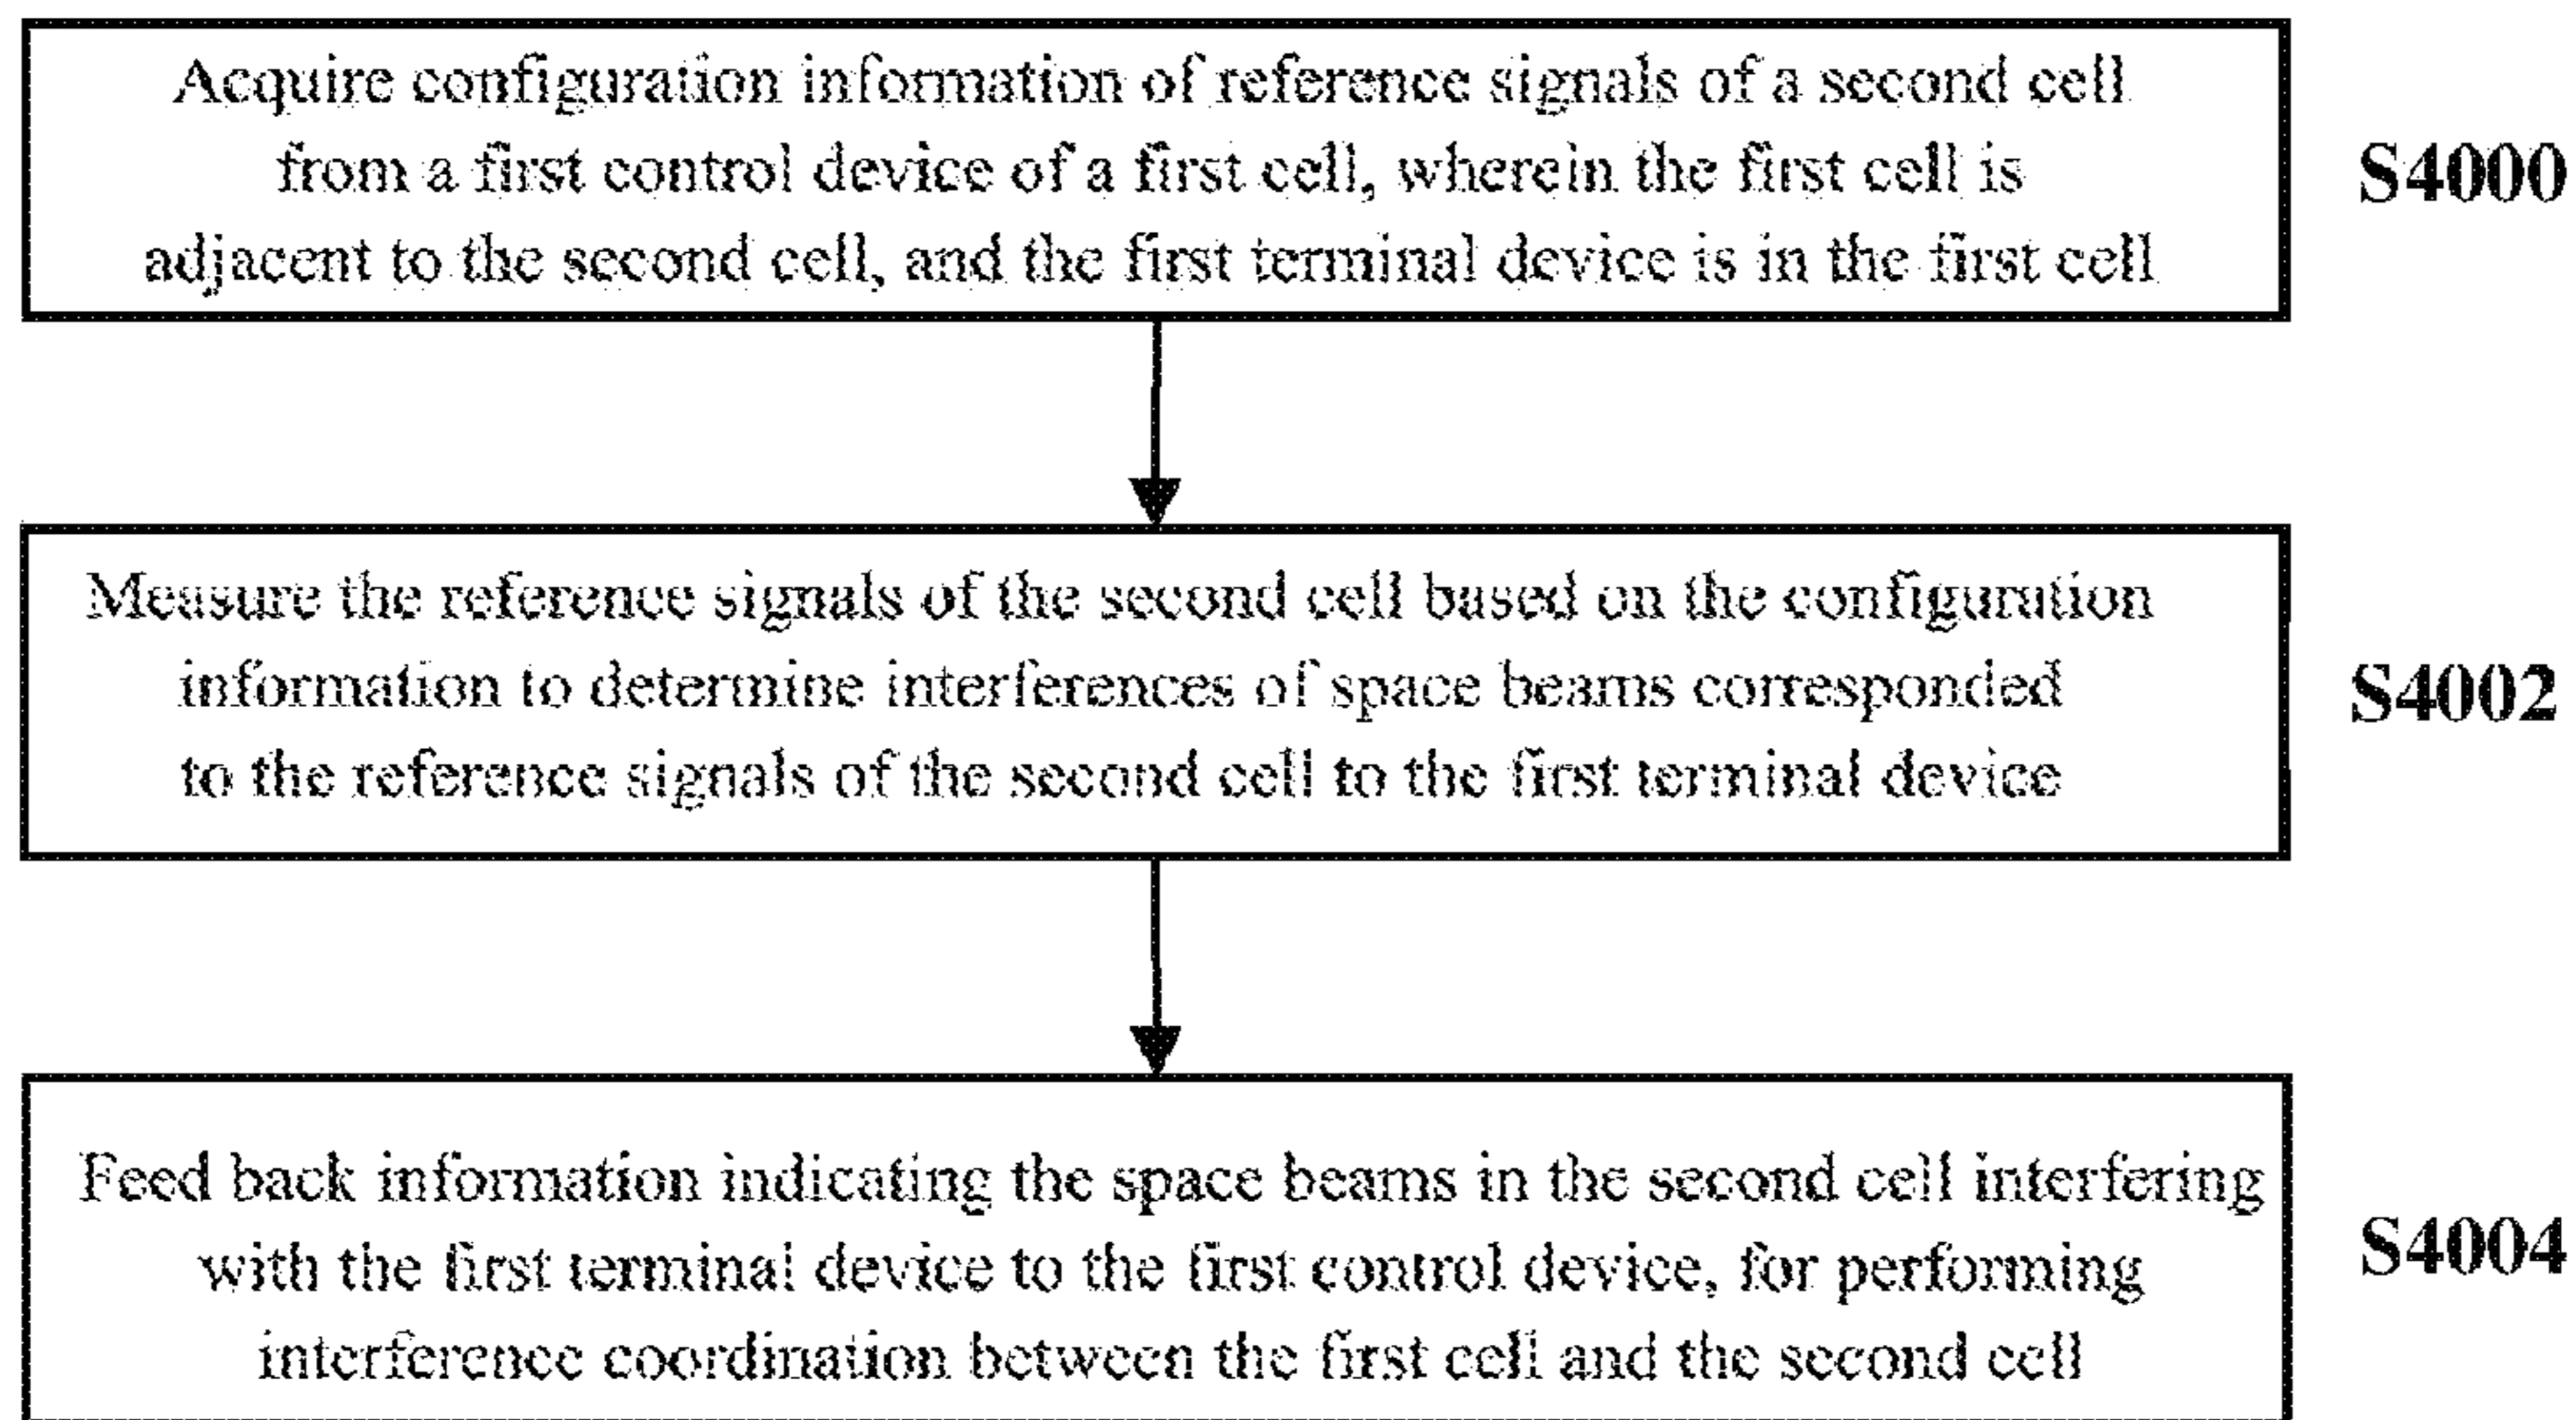 Acquire configuration information of reference signals of a second cell
from a first control device of a first cell, wherein the first cell is
adjacent to the second cell, and the first terminal device is in the first cell
S4000
Measure the reference signals of the second cell based on the configuration
information to determine interferences of space beams corresponded
to the reference signals of the second cell to the first terminal device
S4002
Feed back information indicating the space beams in the second cell interfering
with the first terminal device to the first control device, for performing
interference coordination between the first cell and the second cell
S4004